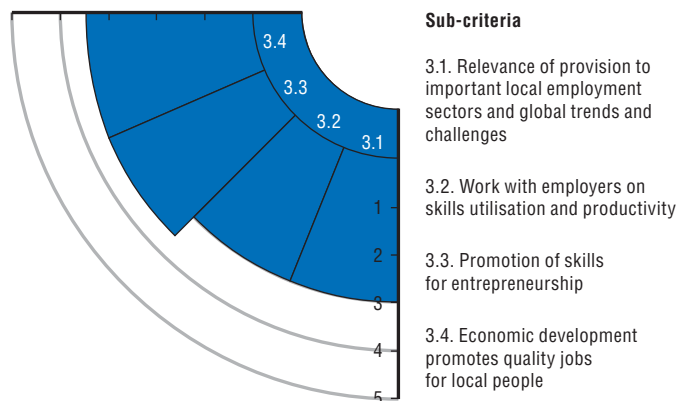 3.4
3.3
3.2
3.1
1
2
3
4
5
Sub-criteria
3.1. Relevance of provision to
important local employment
sectors and global trends and
challenges
3.2. Work with employers on
skills utilisation and productivity
3.3. Promotion of skills
for entrepreneurship
3.4. Economic development
promotes quality jobs
for local people